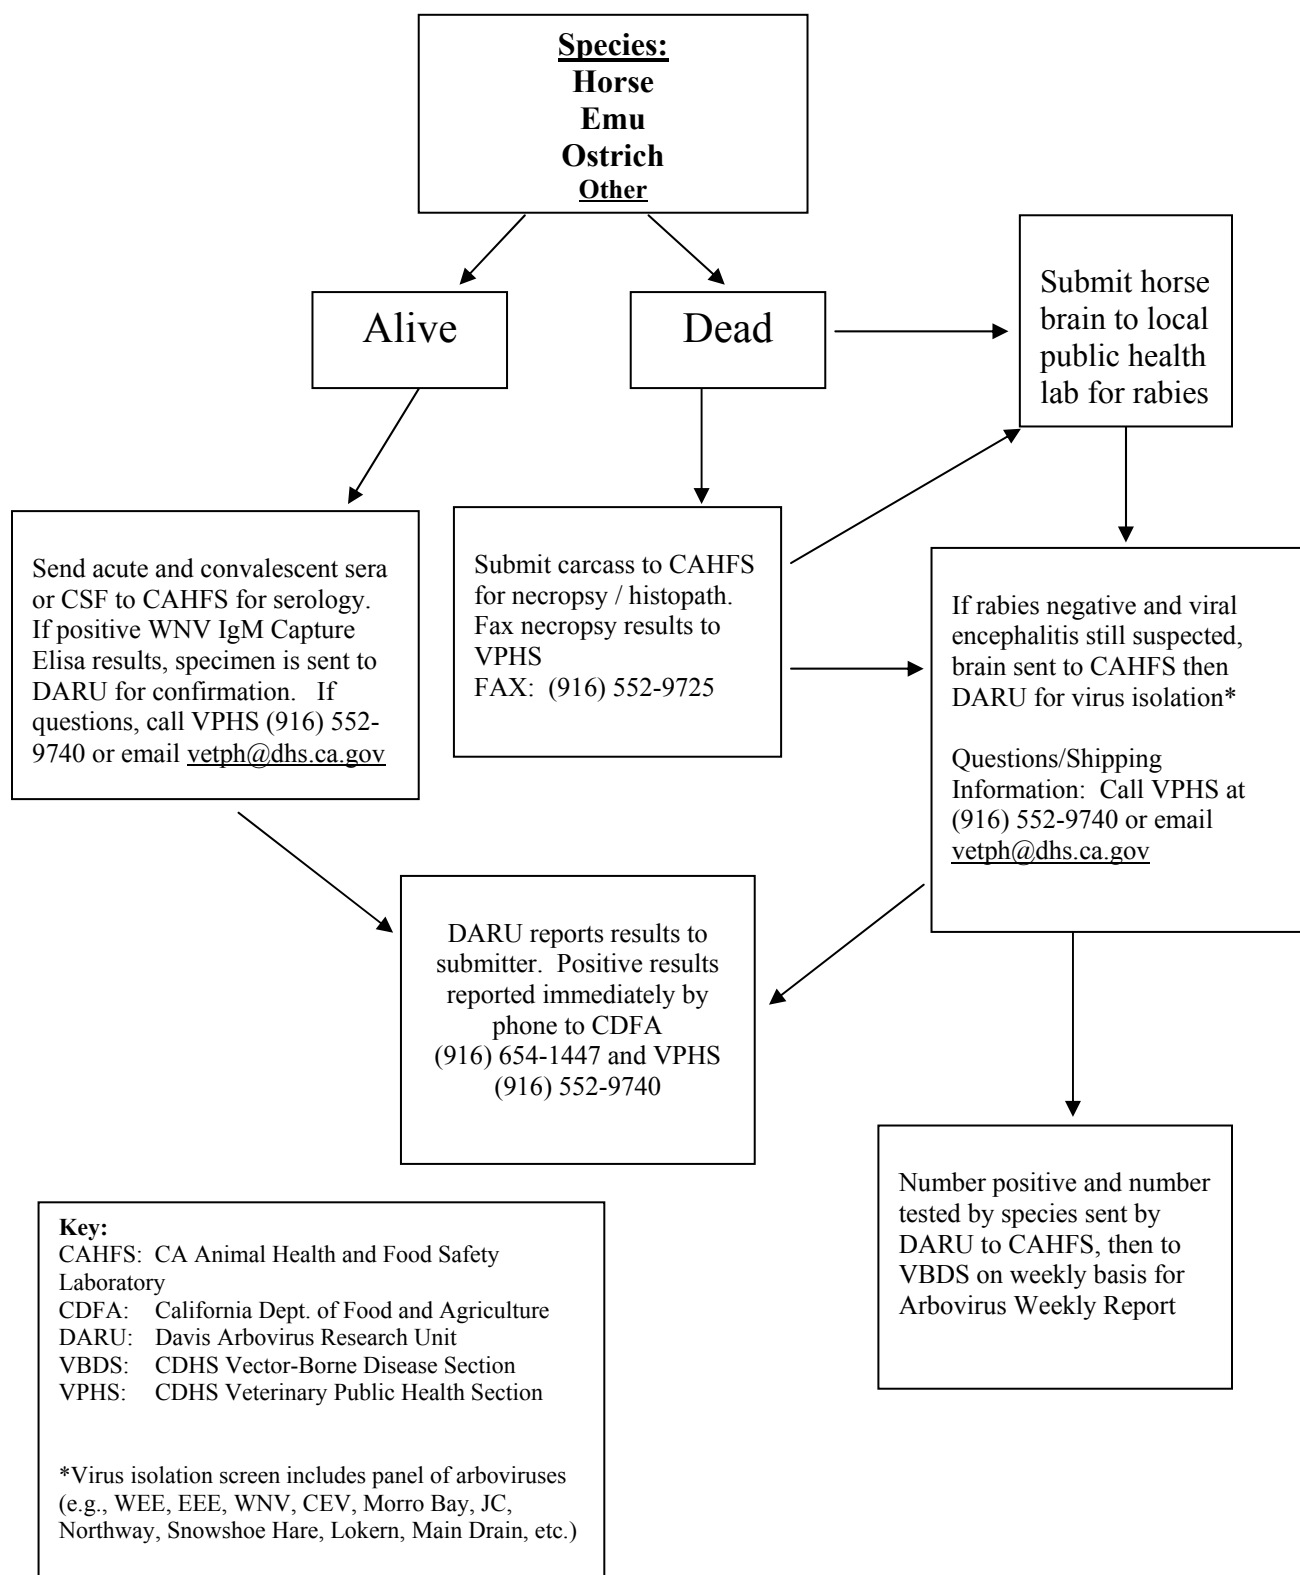 Species:
Horse
Emu
Ostrich
Other
Alive
Dead
Submit horse
brain to local
public health
lab for rabies
Send acute and convalescent sera
or CSF to CAHFS for serology.
If positive WNV IgM Capture
Elisa results, specimen is sent to
DARU for confirmation. If
questions, call VPHS (916) 552-
9740 or email vetph@dhs.ca.gov
Submit carcass to CAHFS
for necropsy / histopath.
Fax necropsy results to
VPHS
FAX: (916) 552-9725
If rabies negative and viral
encephalitis still suspected,
brain sent to CAHFS then
DARU for virus isolation*
Questions/Shipping
Information: Call VPHS at
(916) 552-9740 or email
vetph@dhs.ca.gov
DARU reports results to
submitter. Positive results
reported immediately by
phone to CDFA
(916) 654-1447 and VPHS
(916) 552-9740
Number positive and number
tested by species sent by
DARU to CAHFS, then to
VBDS on weekly basis for
Arbovirus Weekly Report
Key:
CAHFS: CA Animal Health and Food Safety
Laboratory
CDFA: California Dept. of Food and Agriculture
DARU: Davis Arbovirus Research Unit
VBDS: CDHS Vector-Borne Disease Section
VPHS: CDHS Veterinary Public Health Section
*Virus isolation screen includes panel of arboviruses
(e.g., WEE, EEE, WNV, CEV, Morro Bay, JC,
Northway, Snowshoe Hare, Lokern, Main Drain, etc.)